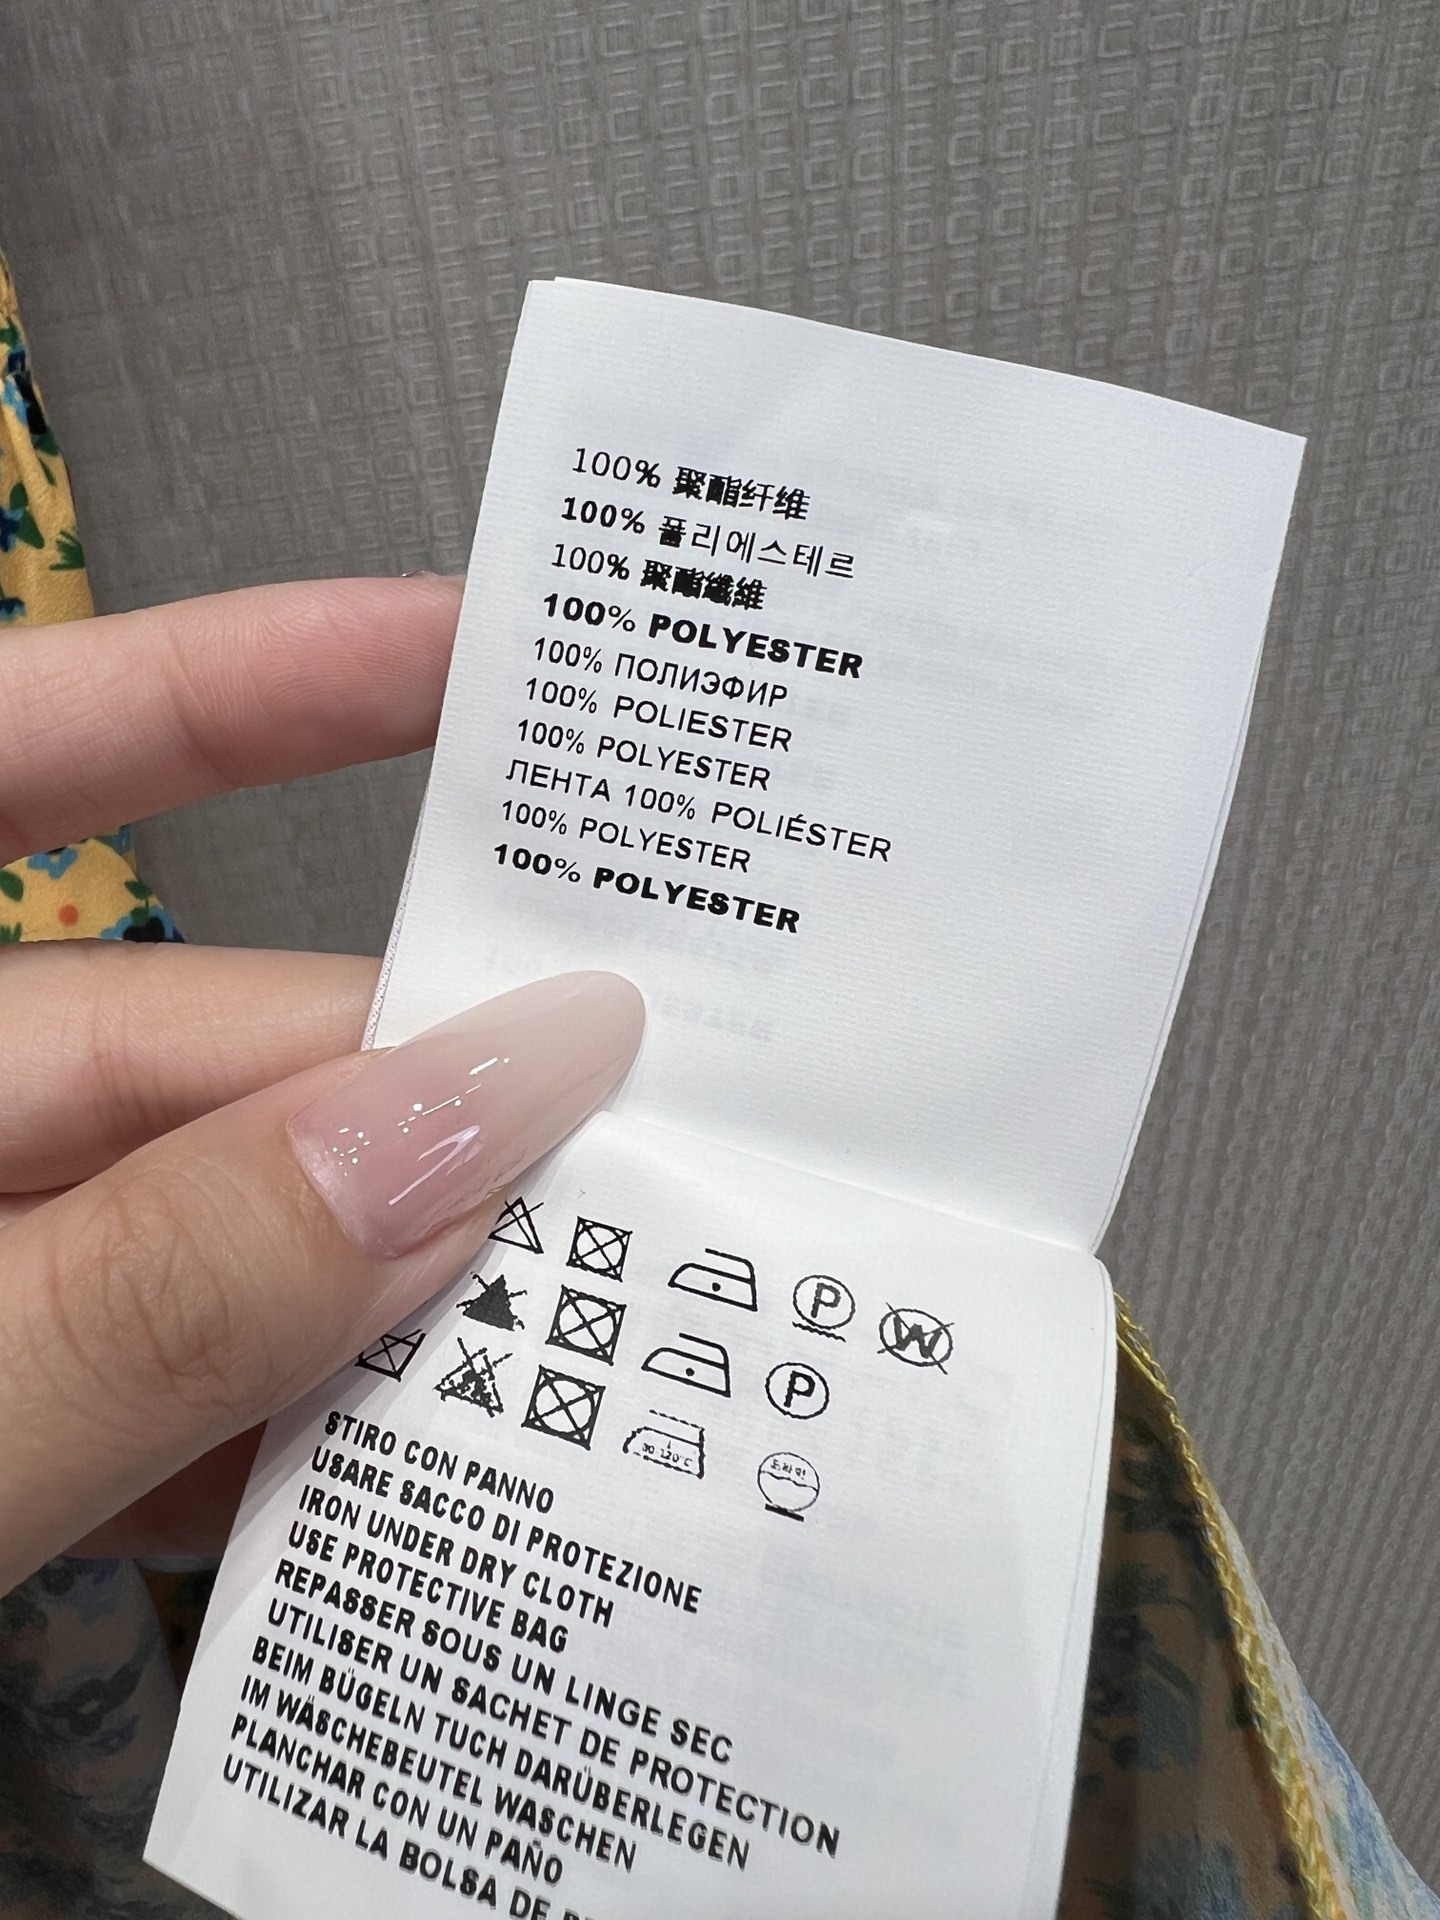 100% 聚酯纤维
100% 폴리에스테르
100% 聚酯纖維
100% POLYESTER
100% ПОЛИЭФИР
100% POLIESTER
100% POLYESTER
ЛЕНТА 100% POLIÉSTER
100% POLYESTER
100% POLYESTER
P W
P
드라이
STIRO CON PANNO
USARE SACCO DI PROTEZIONE
IRON UNDER DRY CLOTH
USE PROTECTIVE BAG
REPASSER SOUS UN LINGE SEC
UTILISER UN SACHET DE PROTECTION
BEIM BÜGELN TUCH DARÜBERLEGEN
IM WÄSCHEBEUTEL WASCHEN
PLANCHAR CON UN PAÑO
UTILIZAR LA BOLSA DE